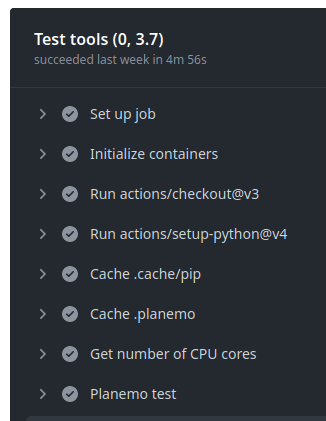 Test tools (0, 3.7)
succeeded last week in 4m 56s
Set up job
Initialize containers
Run actions/checkout@v3
Run actions/setup-python@v4
Cache .cache/pip
Cache .planemo
Get number of CPU cores
Planemo test